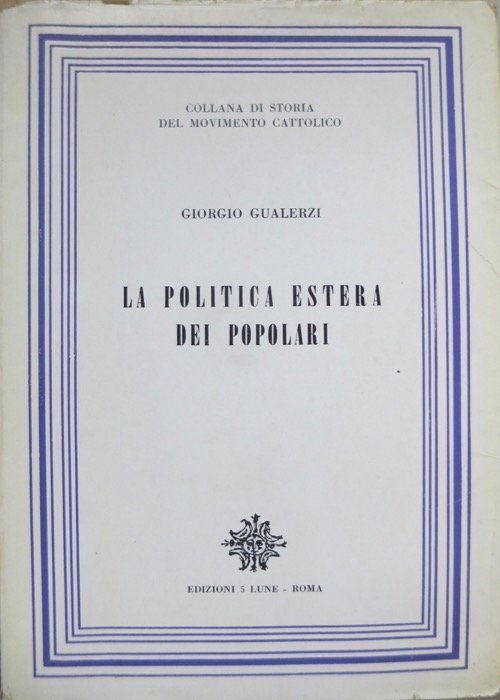 COLLANA DI STORIA
DEL MOVIMENTO CATTOLICO
GIORGIO GUALERZI
LA POLITICA ESTERA
DEI POPOLARI
EDIZIONI 5 LUNE - ROMA